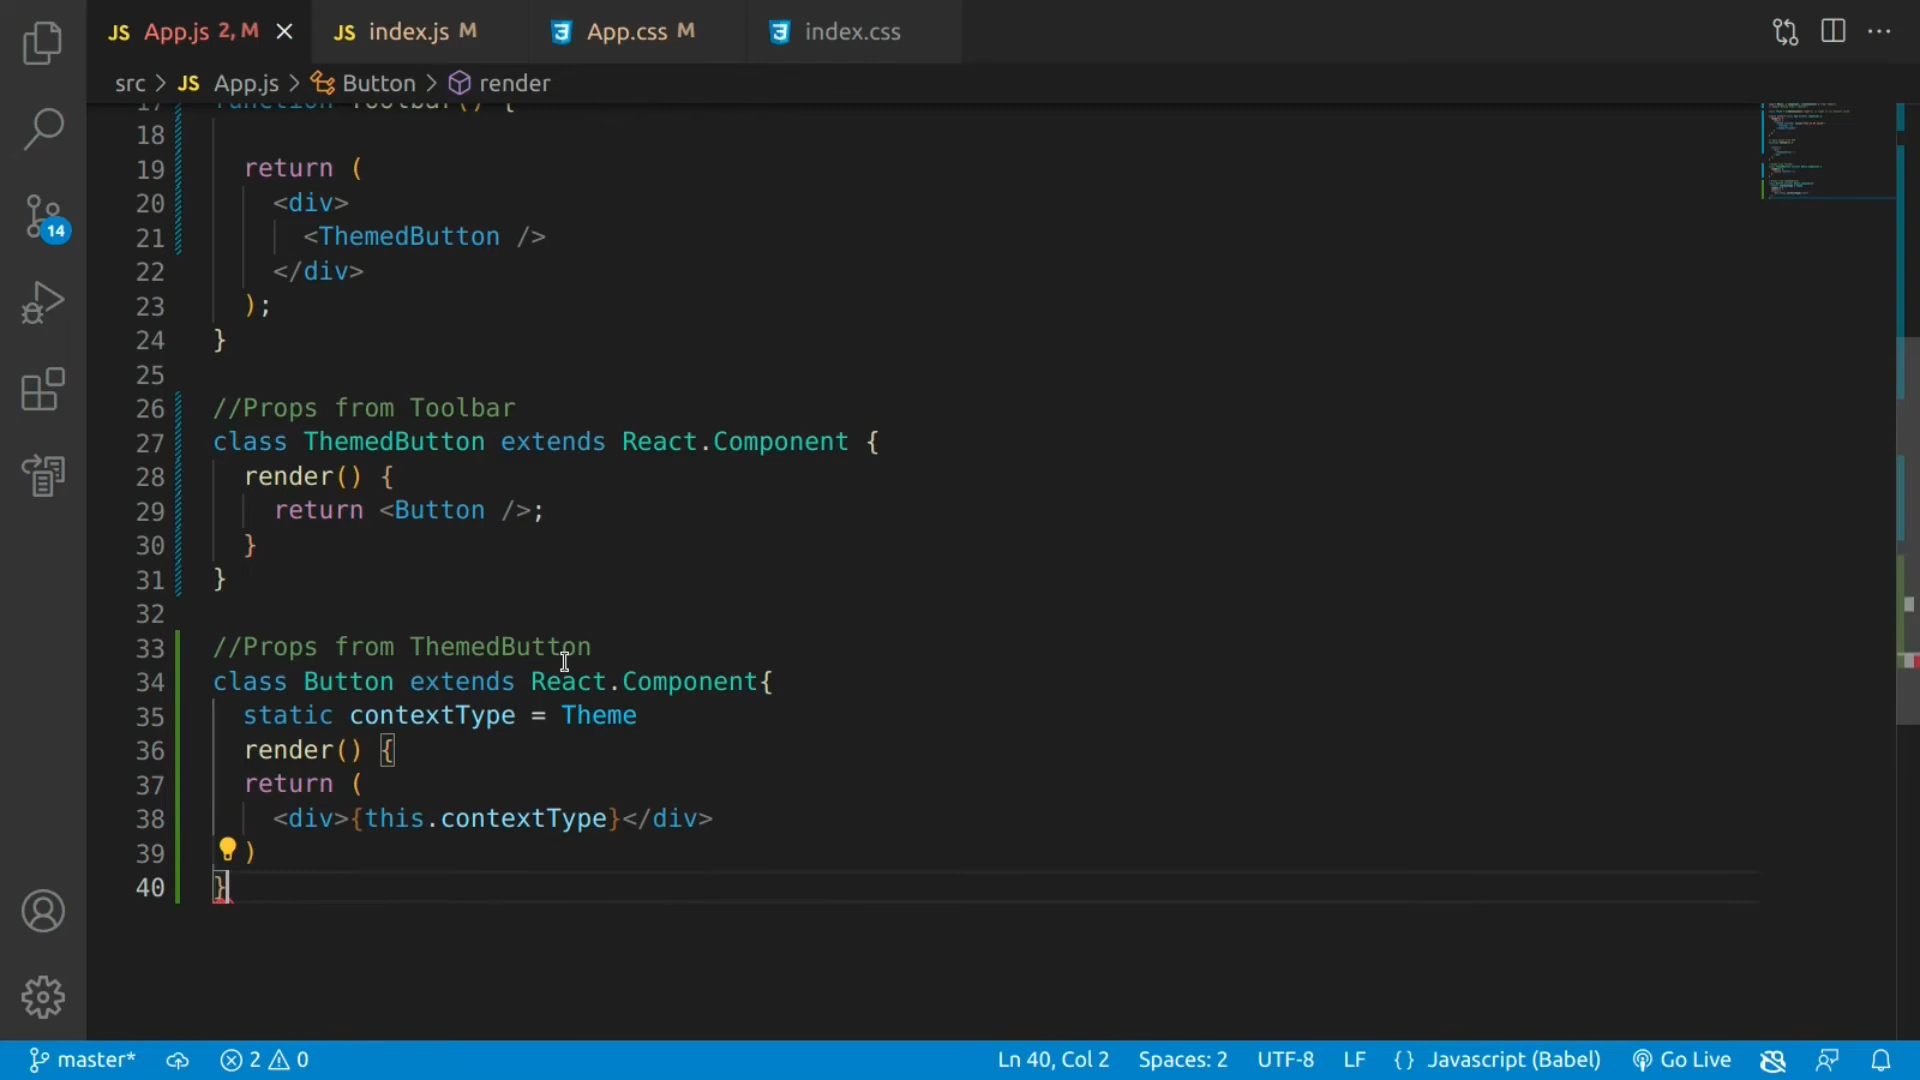 JS App.js 2, M
JS index.js M
App.css M
index.css
src > JS App.js > Button > render
17 function Toolbar() {
18
19 return (
20 <div>
21 <ThemedButton />
22 </div>
23 );
24 }
25
26 //Props from Toolbar
27 class ThemedButton extends React.Component {
28 render() {
29 return <Button />;
30 }
31 }
32
33 //Props from ThemedButton
34 class Button extends React.Component{
35 static contextType = Theme
36 render() {
37 return (
38 <div>{this.contextType}</div>
39 )
40 }
14
master* 2 0 Ln 40, Col 2 Spaces: 2 UTF-8 LF { } Javascript (Babel) Go Live